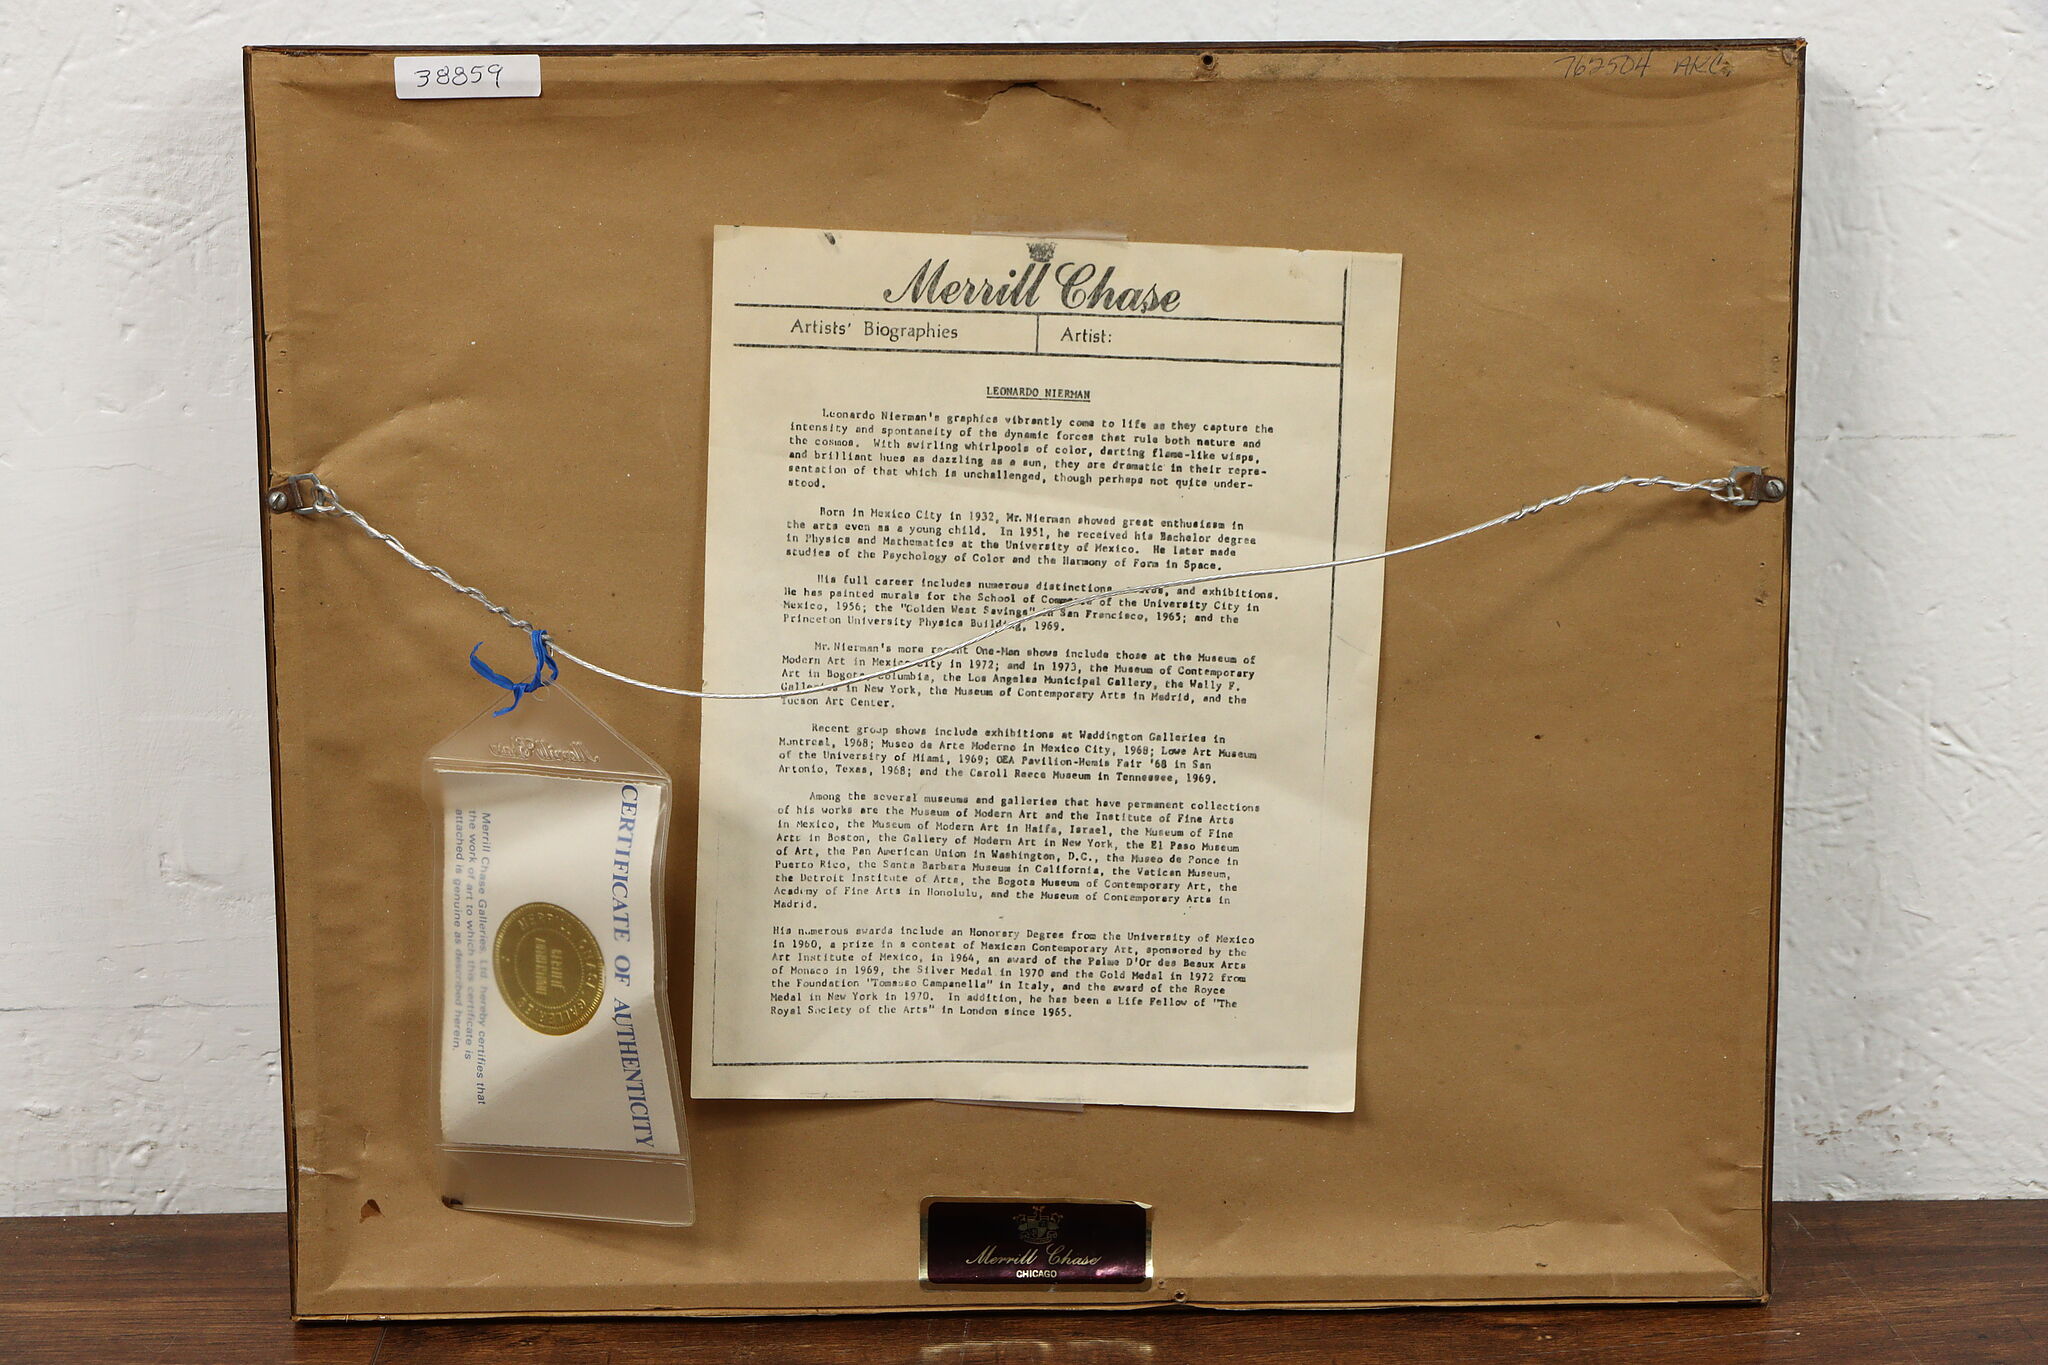 38859
762504 AKC
Merrill Chase
Artists' Biographies
Artist:
LEONARDO NIERMAN
Leonardo Nierman's graphics vibrantly come to life as they capture the
intensity and spontaneity of the dynamic forces that rule both nature and
the cosmos. With swirling whirlpools of color, darting flame-like wisps,
and brilliant hues as dazzling as a sun, they are dramatic in their repre-
sentation of that which is unchallenged, though perhaps not quite under-
stood.
Born in Mexico City in 1932, Mr. Nierman showed great enthusiasm in
the arts even as a young child. In 1951, he received his Bachelor degree
in Physics and Mathematics at the University of Mexico. He later made
studies of the Psychology of Color and the Harmony of Form in Space.
His full career includes numerous distinctions, and exhibitions.
He has painted murals for the School of Commerce of the University City in
Mexico, 1956; the "Golden West Savings" in San Francisco, 1965; and the
Princeton University Physics Building, 1969.
Mr. Nierman's more recent One-Man shows include those at the Museum of
Modern Art in Mexico City in 1972; and in 1973, the Museum of Contemporary
Art in Bogota, Columbia, the Los Angeles Municipal Gallery, the Wally F.
Galleries in New York, the Museum of Contemporary Arts in Madrid, and the
Tucson Art Center.
Recent group shows include exhibitions at Waddington Galleries in
Montreal, 1968; Museo de Arte Moderno in Mexico City, 1968; Lowe Art Museum
of the University of Miami, 1969; OEA Pavilion-Hemis Fair '68 in San
Antonio, Texas, 1968; and the Caroll Reece Museum in Tennessee, 1969.
Among the several museums and galleries that have permanent collections
of his works are the Museum of Modern Art and the Institute of Fine Arts
in Mexico, the Museum of Modern Art in Haifa, Israel, the Museum of Fine
Arts in Boston, the Gallery of Modern Art in New York, the El Paso Museum
of Art, the Pan American Union in Washington, D.C., the Museo de Ponce in
Puerto Rico, the Santa Barbara Museum in California, the Vatican Museum,
the Detroit Institute of Arts, the Bogota Museum of Contemporary Art, the
Academy of Fine Arts in Honolulu, and the Museum of Contemporary Arts in
Madrid.
His numerous awards include an Honorary Degree from the University of Mexico
in 1960, a prize in a contest of Mexican Contemporary Art, sponsored by the
Art Institute of Mexico, in 1964, an award of the Palme D'Or des Beaux Arts
of Monaco in 1969, the Silver Medal in 1970 and the Gold Medal in 1972 from
the Foundation "Tommaso Campanella" in Italy, and the award of the Royce
Medal in New York in 1970. In addition, he has been a Life Fellow of "The
Royal Society of the Arts" in London since 1965.
CERTIFICATE OF AUTHENTICITY
MERRILL CHASE GALLERIES
Merrill Chase Galleries, Ltd. hereby certifies that
the work of art to which this certificate is
attached is genuine as described herein.
Merrill Chase
CHICAGO